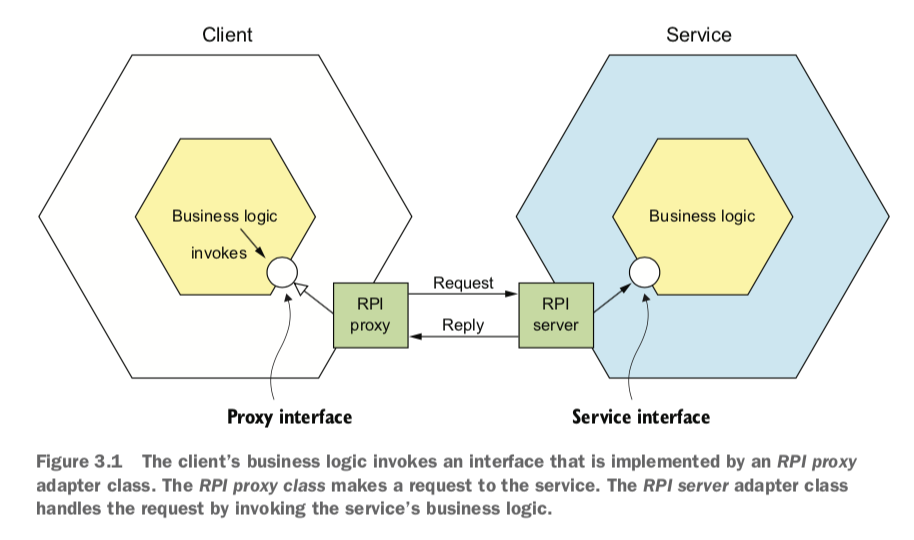 Client
Service
Business logic
invokes
Business logic
RPI
proxy
Request
Reply
RPI
server
Proxy interface
Service interface
Figure 3.1 The client's business logic invokes an interface that is implemented by an RPI proxy
adapter class. The RPI proxy class makes a request to the service. The RPI server adapter class
handles the request by invoking the service's business logic.